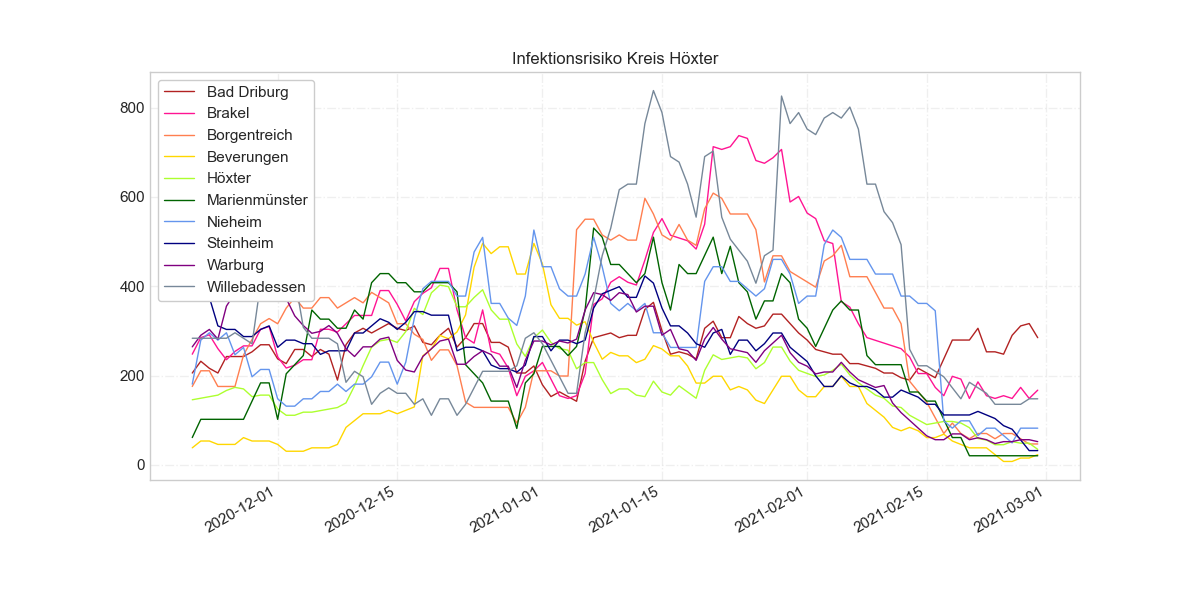 Infektionsrisiko Kreis Höxter
Bad Driburg
Brakel
Borgentreich
Beverungen
Höxter
Marienmünster
Nieheim
Steinheim
Warburg
Willebadessen
800
600
400
200
0
2020-12-01
2020-12-15
2021-01-01
2021-01-15
2021-02-01
2021-02-15
2021-03-01